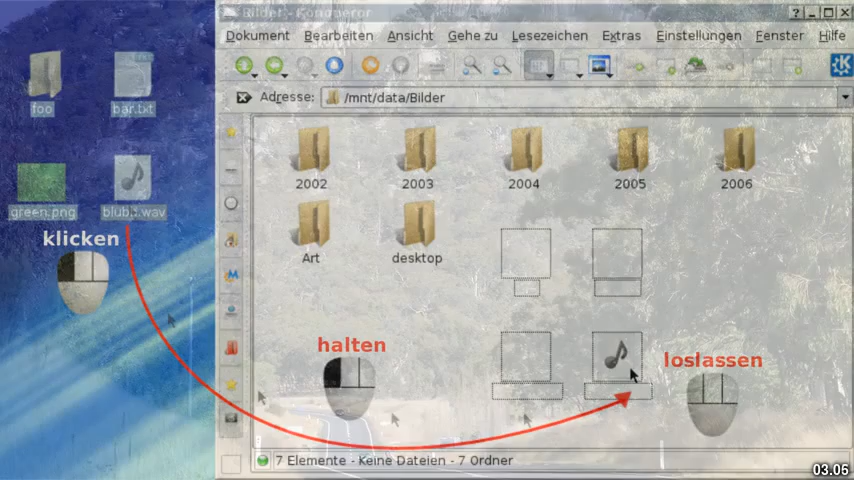 Bilder - Konqueror
Dokument Bearbeiten Ansicht Gehe zu Lesezeichen Extras Einstellungen Fenster Hilfe
Adresse: /mnt/data/Bilder
foo
bar.txt
green.png
blubb.wav
2002
2003
2004
2005
2006
Art
desktop
klicken
halten
loslassen
7 Elemente - Keine Dateien - 7 Ordner
03.05